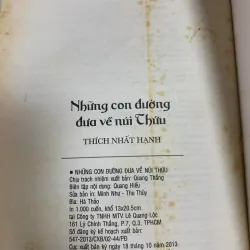 Những con đường
đưa về núi Thứu
THÍCH NHẤT HẠNH
■ NHỮNG CON ĐƯỜNG ĐƯA VỀ NÚI THỨU
Chịu trách nhiệm xuất bản: Quang Thắng
Biên tập nội dung: Quang Hiếu
Sửa bản in: Minh Như - Thu Thủy
Bìa: Hà Thảo
In 1.000 cuốn, khổ 13x20.5cm
tại Công ty TNHH MTV Lê Quang Lộc
161 Lý Chính Thắng, P.7, Q.3, TPHCM
Số đăng ký kế hoạch xuất bản:
547-2013/CXB/02-44/PĐ
Cục xuất bản ký ngày 18 tháng 10 năm 2013